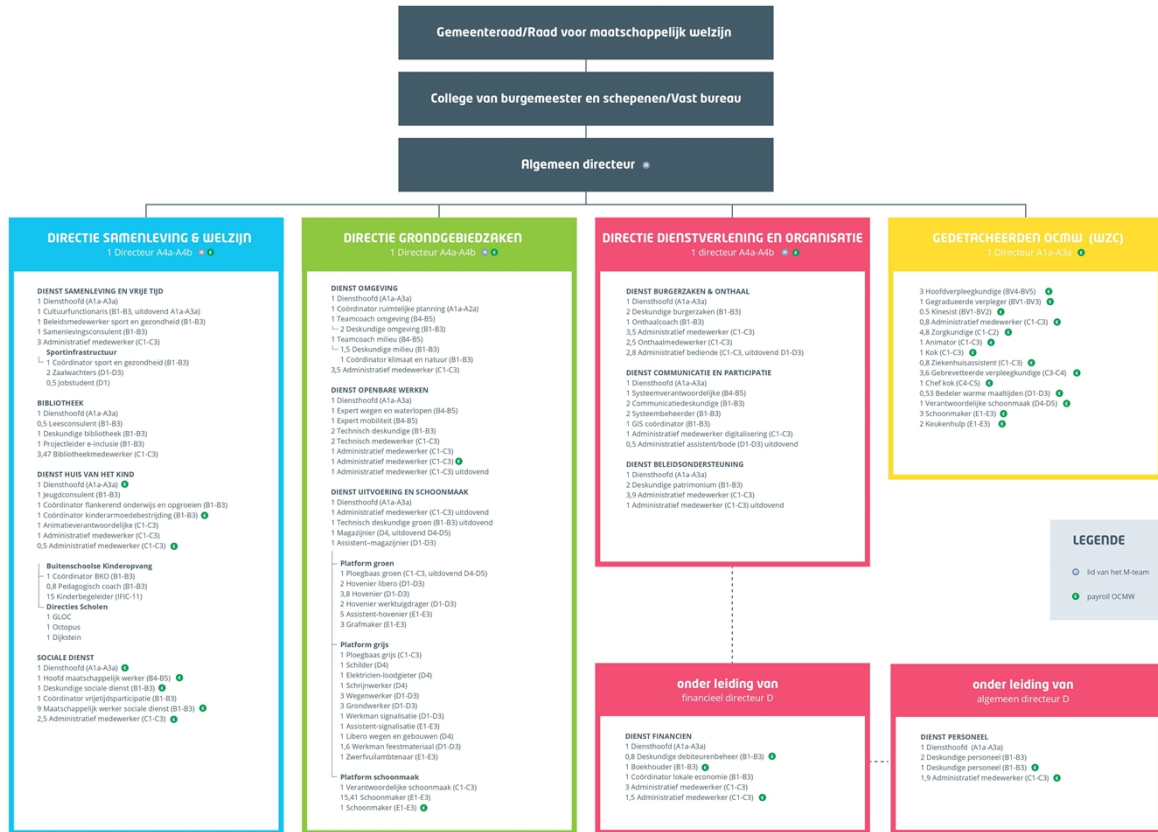 Gemeenteraad/Raad voor maatschappelijk welzijn
College van burgemeester en schepenen/Vast bureau
Algemeen directeur
DIRECTIE SAMENLEVING & WELZIJN
1 Directeur A4a-A4b
DIENST SAMENLEVING EN VRIJE TIJD
1 Diensthoofd (A1a-A3a)
1 Cultuurfunctionaris (B1-B3, uitdovend A1a-A3a)
1 Beleidsmedewerker sport en gezondheid (B1-B3)
1 Samenlevingsconsulent (B1-B3)
3 Administratief medewerker (C1-C3)
Sportinfrastructuur
1 Coördinator sport en gezondheid (B1-B3)
2 Zaalwachters (D1-D3)
0,5 Jobstudent (D1)
BIBLIOTHEEK
1 Diensthoofd (A1a-A3a)
0,5 Leesconsulent (B1-B3)
1 Deskundige bibliotheek (B1-B3)
1 Projectleider e-inclusie (B1-B3)
3,47 Bibliotheekmedewerker (C1-C3)
DIENST HUIS VAN HET KIND
1 Diensthoofd (A1a-A3a) €
1 Jeugdconsulent (B1-B3)
1 Coördinator flankerend onderwijs en opgroeien (B1-B3)
1 Coördinator kinderarmoedebestrijding (B1-B3) €
1 Animatieverantwoordelijke (C1-C3)
1 Administratief medewerker (C1-C3)
0,5 Administratief medewerker (C1-C3) €
Buitenschoolse Kinderopvang
1 Coördinator BKO (B1-B3)
0,8 Pedagogisch coach (B1-B3)
15 Kinderbegeleider (IFIC-11)
Directies Scholen
1 GLOC
1 Octopus
1 Dijkstein
SOCIALE DIENST
1 Diensthoofd (A1a-A3a) €
1 Hoofd maatschappelijk werker (B4-B5) €
1 Deskundige sociale dienst (B1-B3) €
1 Coördinator vrijetijdsparticipatie (B1-B3)
9 Maatschappelijk werker sociale dienst (B1-B3) €
2,5 Administratief medewerker (C1-C3) €
DIRECTIE GRONDGEBIEDZAKEN
1 Directeur A4a-A4b
DIENST OMGEVING
1 Diensthoofd (A1a-A3a)
1 Coördinator ruimtelijke planning (A1a-A2a)
1 Teamcoach omgeving (B4-B5)
2 Deskundige omgeving (B1-B3)
1 Teamcoach milieu (B4-B5)
1,5 Deskundige milieu (B1-B3)
1 Coördinator klimaat en natuur (B1-B3)
3,5 Administratief medewerker (C1-C3)
DIENST OPENBARE WERKEN
1 Diensthoofd (A1a-A3a)
1 Expert wegen en waterlopen (B4-B5)
1 Expert mobiliteit (B4-B5)
2 Technisch deskundige (B1-B3)
2 Technisch medewerker (C1-C3)
1 Administratief medewerker (C1-C3)
1 Administratief medewerker (C1-C3) €
1 Administratief medewerker (C1-C3) uitdovend
DIENST UITVOERING EN SCHOONMAAK
1 Diensthoofd (A1a-A3a)
1 Administratief medewerker (C1-C3) uitdovend
1 Technisch deskundige groen (B1-B3) uitdovend
1 Magazijnier (D4, uitdovend D4-D5)
1 Assistent–magazijnier (D1-D3)
Platform groen
1 Ploegbaas groen (C1-C3, uitdovend D4-D5)
2 Hovenier libero (D1-D3)
3,8 Hovenier (D1-D3)
2 Hovenier werktuigdrager (D1-D3)
5 Assistent-hovenier (E1-E3)
3 Grafmaker (E1-E3)
Platform grijs
1 Ploegbaas grijs (C1-C3)
1 Schilder (D4)
1 Elektricien-loodgieter (D4)
1 Schrijnwerker (D4)
3 Wegenwerker (D1-D3)
3 Grondwerker (D1-D3)
1 Werkman signalisatie (D1-D3)
1 Assistent-signalisatie (E1-E3)
1 Libero wegen en gebouwen (D4)
1,6 Werkman feestmateriaal (D1-D3)
1 Zwerfvuilambtenaar (E1-E3)
Platform schoonmaak
1 Verantwoordelijke schoonmaak (C1-C3)
15,41 Schoonmaker (E1-E3)
1 Schoonmaker (E1-E3) €
DIRECTIE DIENSTVERLENING EN ORGANISATIE
1 directeur A4a-A4b
DIENST BURGERZAKEN & ONTHAAL
1 Diensthoofd (A1a-A3a)
2 Deskundige burgerzaken (B1-B3)
1 Onthaalcoach (B1-B3)
3,5 Administratief medewerker (C1-C3)
2,5 Onthaalmedewerker (C1-C3)
2,8 Administratief bediende (C1-C3, uitdovend D1-D3)
DIENST COMMUNICATIE EN PARTICIPATIE
1 Diensthoofd (A1a-A3a)
1 Systeemverantwoordelijke (B4-B5)
2 Communicatiedeskundige (B1-B3)
2 Systeembeheerder (B1-B3)
1 GIS coördinator (B1-B3)
1 Administratief medewerker digitalisering (C1-C3)
0,5 Administratief assistent/bode (D1-D3) uitdovend
DIENST BELEIDSONDERSTEUNING
1 Diensthoofd (A1a-A3a)
2 Deskundige patrimonium (B1-B3)
3,9 Administratief medewerker (C1-C3)
1 Administratief medewerker (C1-C3) uitdovend
GEDETACHEERDEN OCMW (WZC)
1 Directeur A1a-A3a €
3 Hoofdverpleegkundige (BV4-BV5) €
1 Gegradueerde verpleger (BV1-BV3) €
0.5 Kinesist (BV1-BV2) €
0,8 Administratief medewerker (C1-C3) €
4,8 Zorgkundige (C1-C2) €
1 Animator (C1-C3) €
1 Kok (C1-C3) €
0,8 Ziekenhuisassistent (C1-C3) €
3,6 Gebrevetteerde verpleegkundige (C3-C4) €
1 Chef kok (C4-C5) €
0,53 Bedeler warme maaltijden (D1-D3) €
1 Verantwoordelijke schoonmaak (D4-D5) €
3 Schoonmaker (E1-E3) €
2 Keukenhulp (E1-E3) €
LEGENDE
lid van het M-team
€ payroll OCMW
onder leiding van
financieel directeur D
DIENST FINANCIEN
1 Diensthoofd (A1a-A3a)
0,8 Deskundige debiteurenbeheer (B1-B3) €
1 Boekhouder (B1-B3) €
1 Coördinator lokale economie (B1-B3)
3 Administratief medewerker (C1-C3)
1,5 Administratief medewerker (C1-C3) €
onder leiding van
algemeen directeur D
DIENST PERSONEEL
1 Diensthoofd (A1a-A3a)
2 Deskundige personeel (B1-B3)
1 Deskundige personeel (B1-B3) €
1,9 Administratief medewerker (C1-C3) €